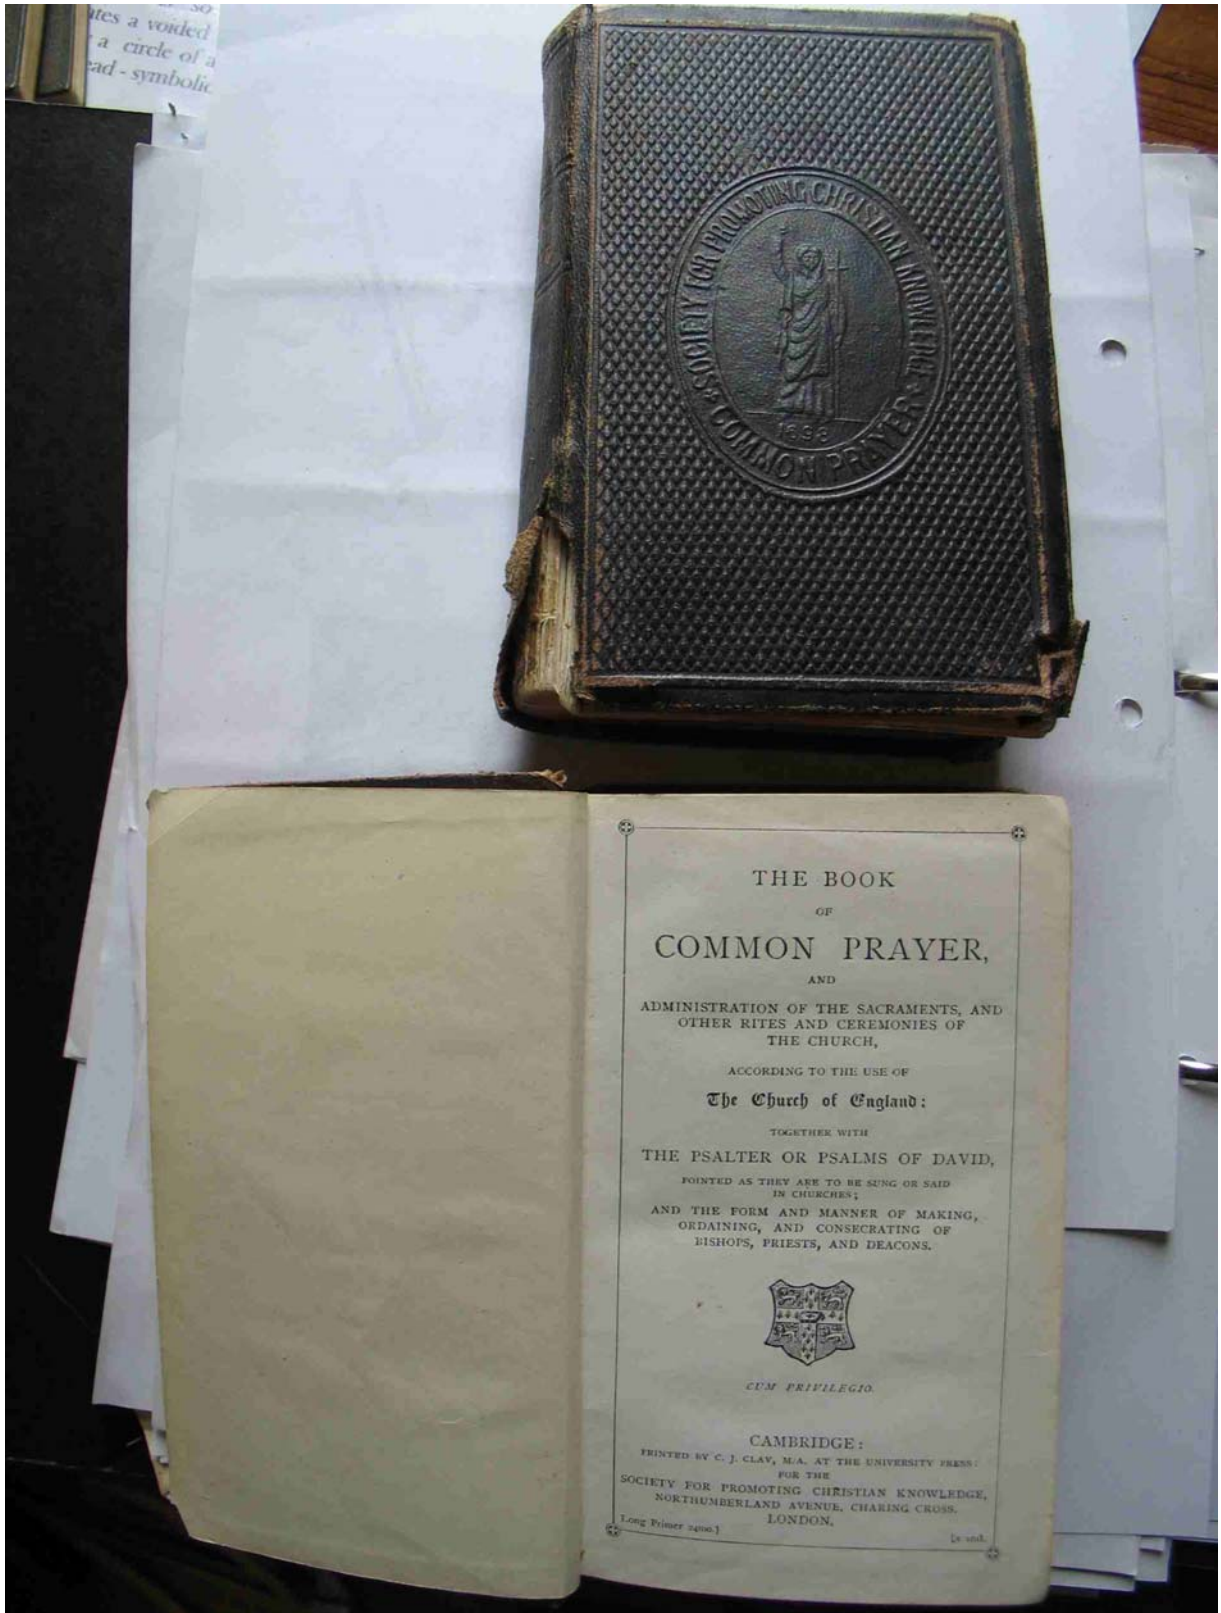 so
ates a voided
a circle of a
ead - symbolic
SOCIETY FOR PROMOTING CHRISTIAN KNOWLEDGE
1698
COMMON PRAYER
THE BOOK
OF
COMMON PRAYER,
AND
ADMINISTRATION OF THE SACRAMENTS, AND
OTHER RITES AND CEREMONIES OF
THE CHURCH,
ACCORDING TO THE USE OF
The Church of England:
TOGETHER WITH
THE PSALTER OR PSALMS OF DAVID,
POINTED AS THEY ARE TO BE SUNG OR SAID
IN CHURCHES;
AND THE FORM AND MANNER OF MAKING,
ORDAINING, AND CONSECRATING OF
BISHOPS, PRIESTS, AND DEACONS.
CUM PRIVILEGIO.
CAMBRIDGE:
PRINTED BY C. J. CLAY, M.A. AT THE UNIVERSITY PRESS:
FOR THE
SOCIETY FOR PROMOTING CHRISTIAN KNOWLEDGE,
NORTHUMBERLAND AVENUE, CHARING CROSS,
LONDON.
Long Primer 24mo.]